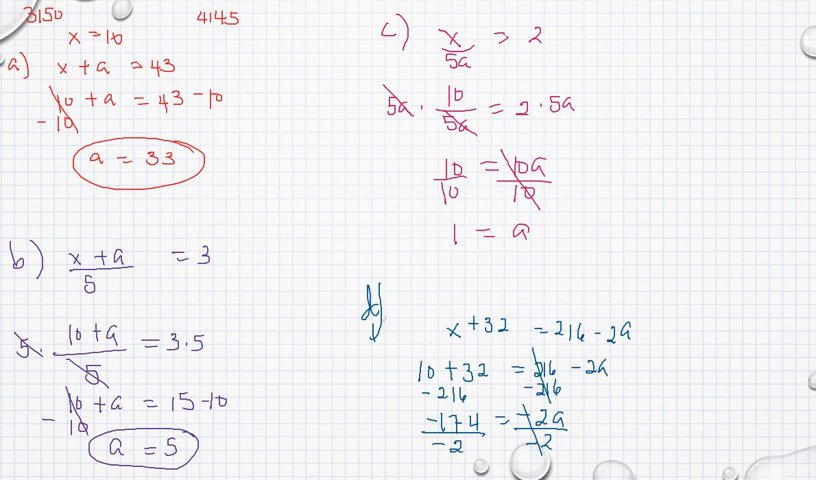 3150 4145
x = 10
a) x + a = 43
10 + a = 43 - 10
- 10
a = 33
b) x + a = 3
5
5 · 10 + a = 3 · 5
5
10 + a = 15 - 10
- 10
a = 5
c) x = 2
5a
5a · 10 = 2 · 5a
5a
10 = 10a
10 10
1 = a
d)
x + 32 = 216 - 2a
10 + 32 = 216 - 2a
- 216 - 216
- 174 = - 2a
- 2 - 2